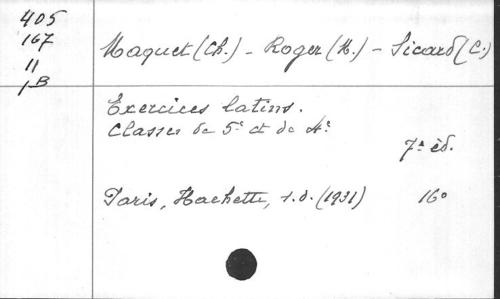 405
167
11
1B
Maquet (Ch.) - Roger (M.) - Sicard (C.)
Exercices latins.
Classes de 5e et de 4e
7e éd.
Paris, Hachette, s.d. (1931) 16°